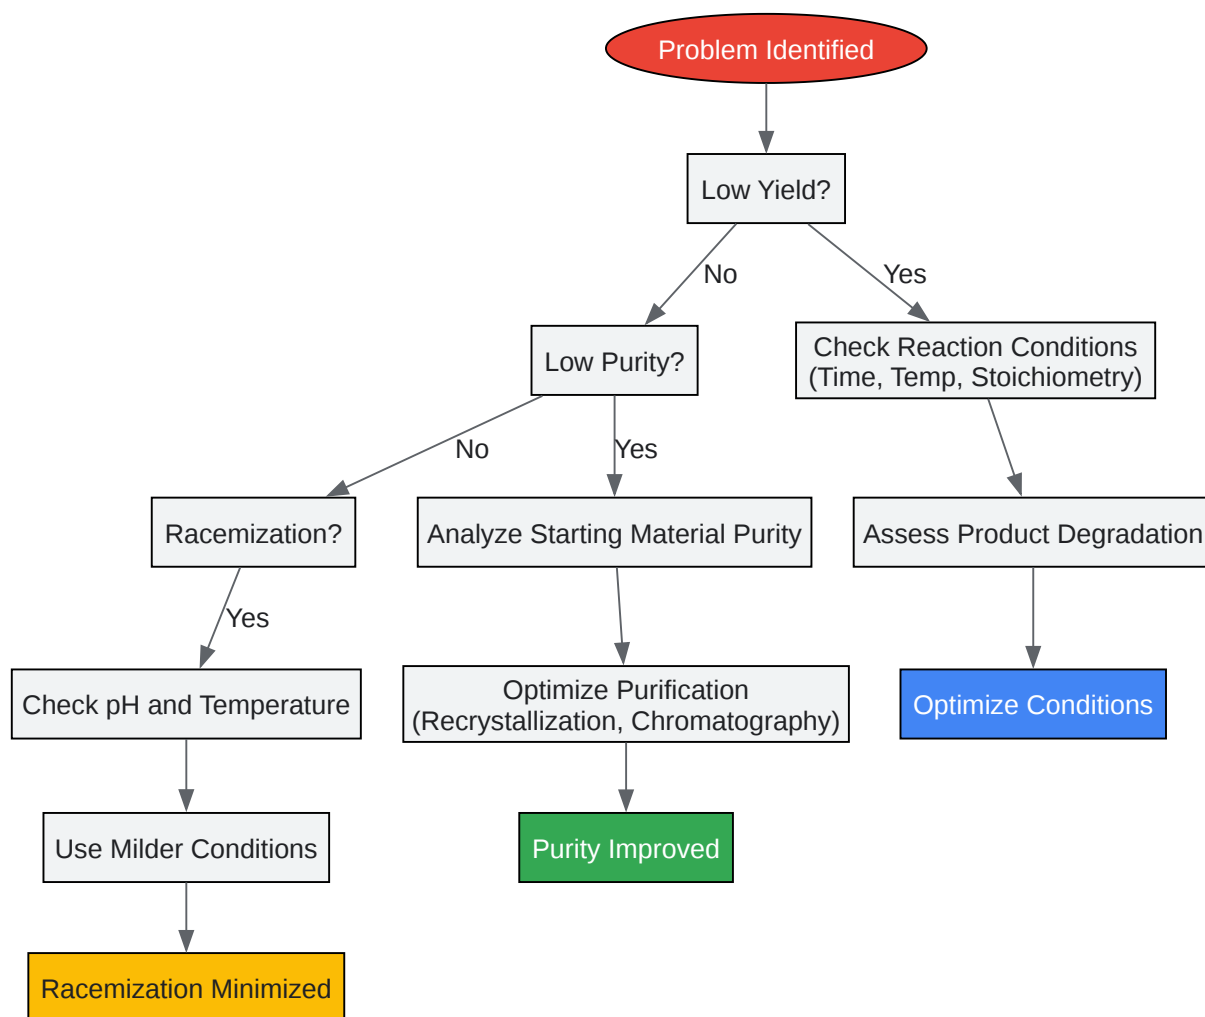 Problem Identified
Low Yield?
No
Yes
Low Purity?
Check Reaction Conditions
(Time, Temp, Stoichiometry)
No
Yes
Racemization?
Analyze Starting Material Purity
Assess Product Degradation
Yes
Check pH and Temperature
Optimize Purification
(Recrystallization, Chromatography)
Optimize Conditions
Use Milder Conditions
Purity Improved
Racemization Minimized